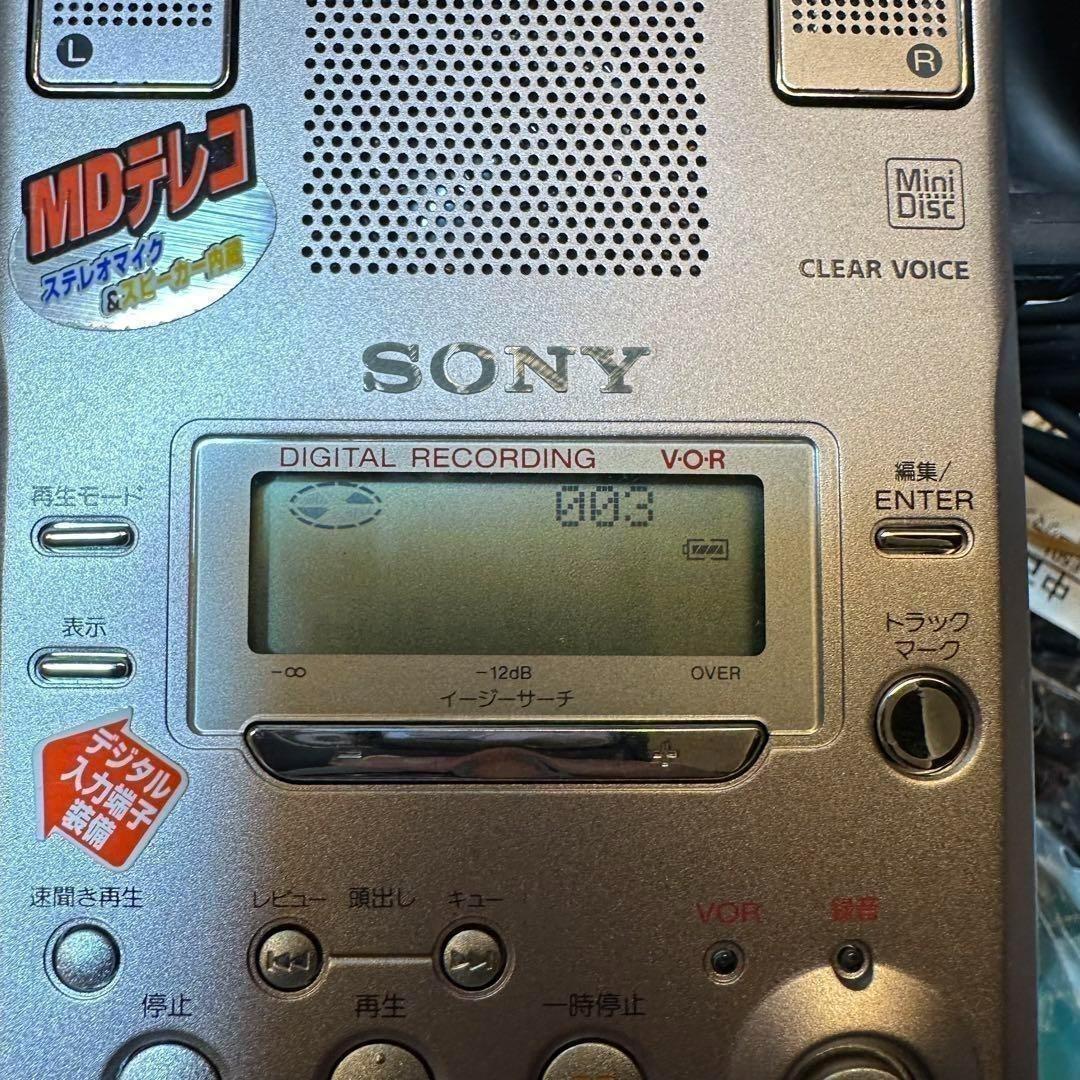 L
R
MDテレコ
ステレオマイク
&スピーカー内蔵
Mini
Disc
CLEAR VOICE
SONY
DIGITAL RECORDING V·O·R
003
再生モード
編集/
ENTER
表示
トラック
マーク
-∞ -12dB OVER
イージーサーチ
- +
デジタル
入力端子
装備
速聞き再生
レビュー 頭出し キュー
VOR 録音
停止 再生 一時停止